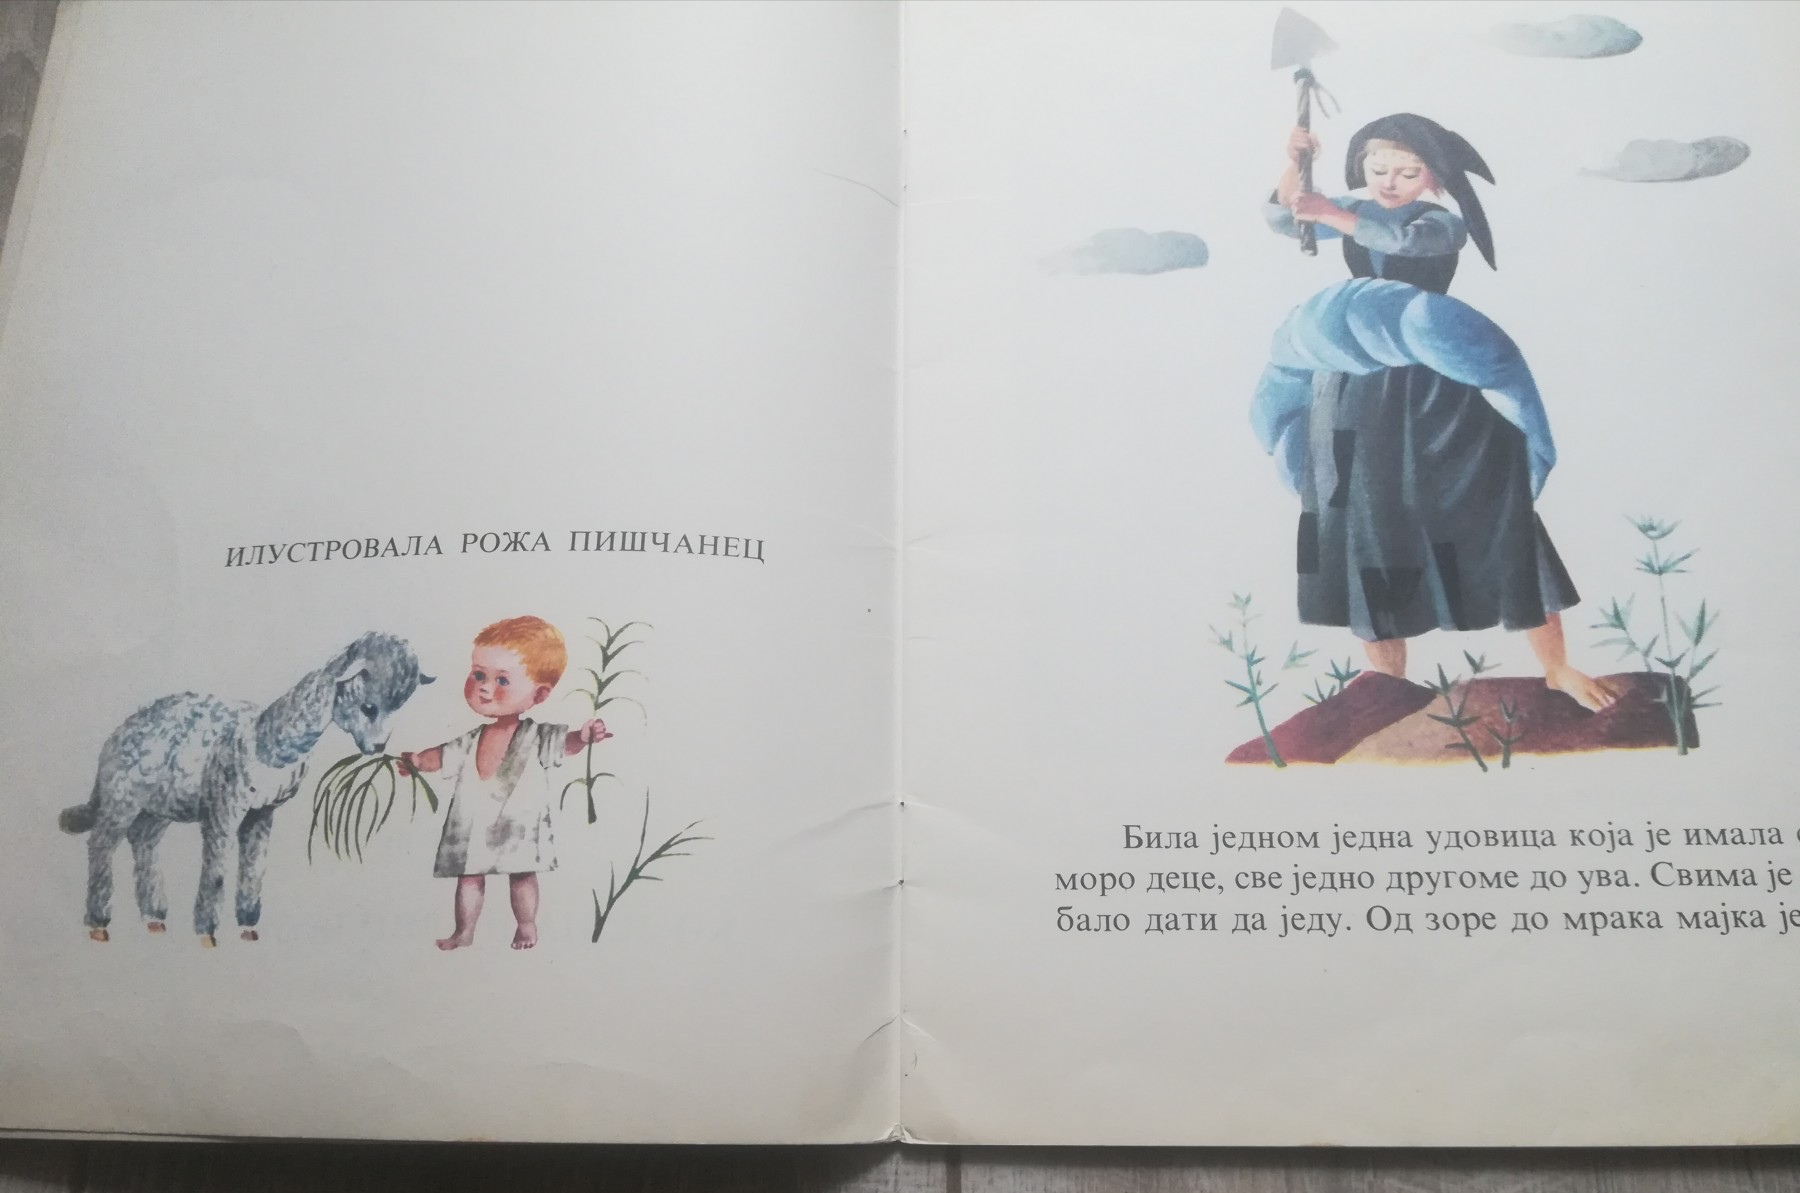 ИЛУСТРОВАЛА РОЖА ПИШЧАНЕЦ
Била једном једна удовица која је имала
моро деце, све једно другоме до ува. Свима је
бало дати да једу. Од зоре до мрака мајка је